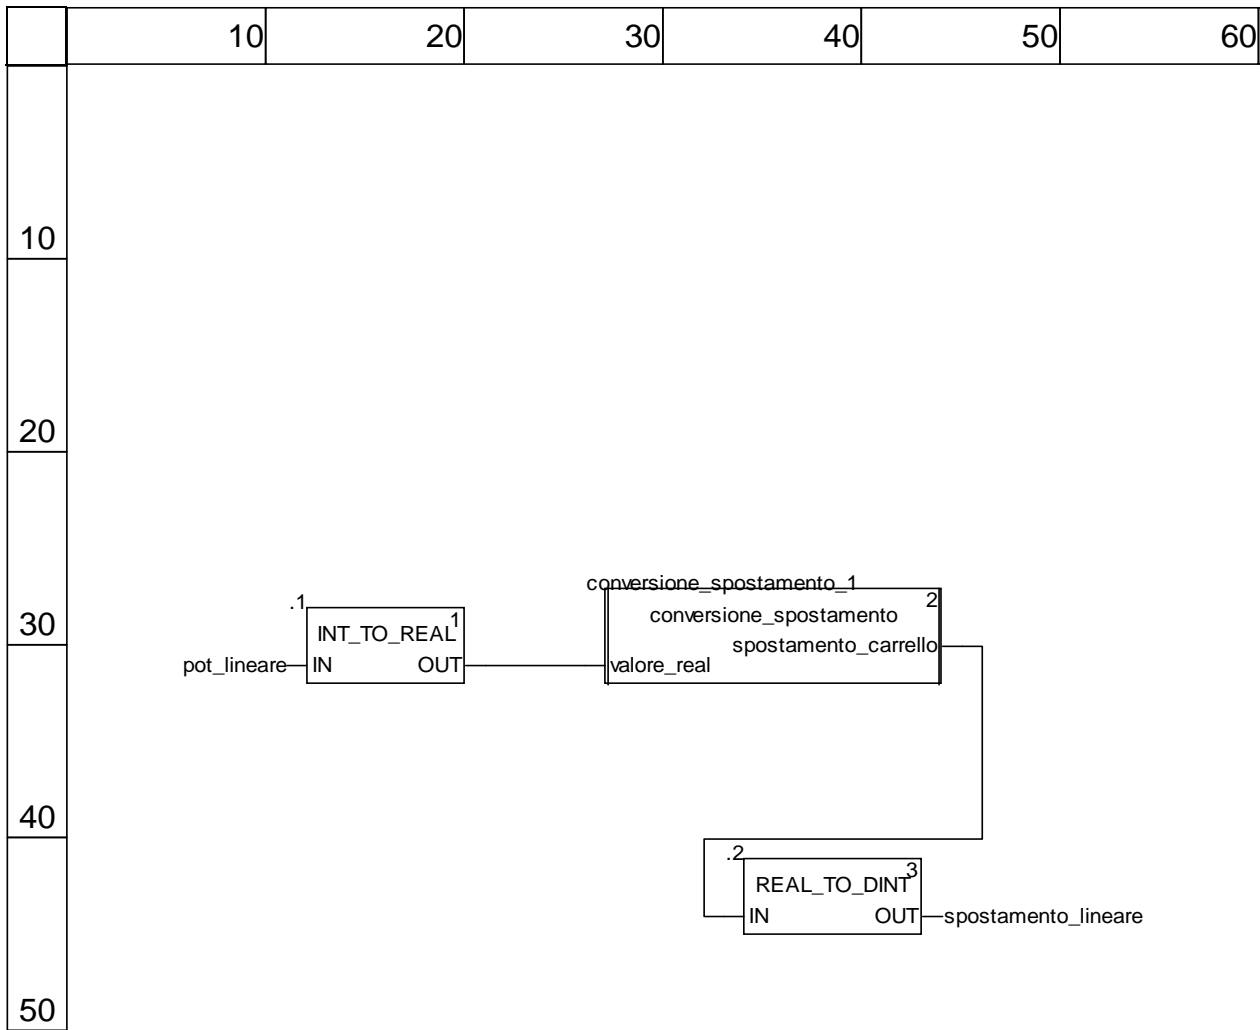 10 20 30 40 50 60
10
20
30
40
50
conversione_spostamento_1
.1
1
INT_TO_REAL
pot_lineare IN OUT
2
conversione_spostamento
spostamento_carrello
valore_real
.2
3
REAL_TO_DINT
IN OUT spostamento_lineare